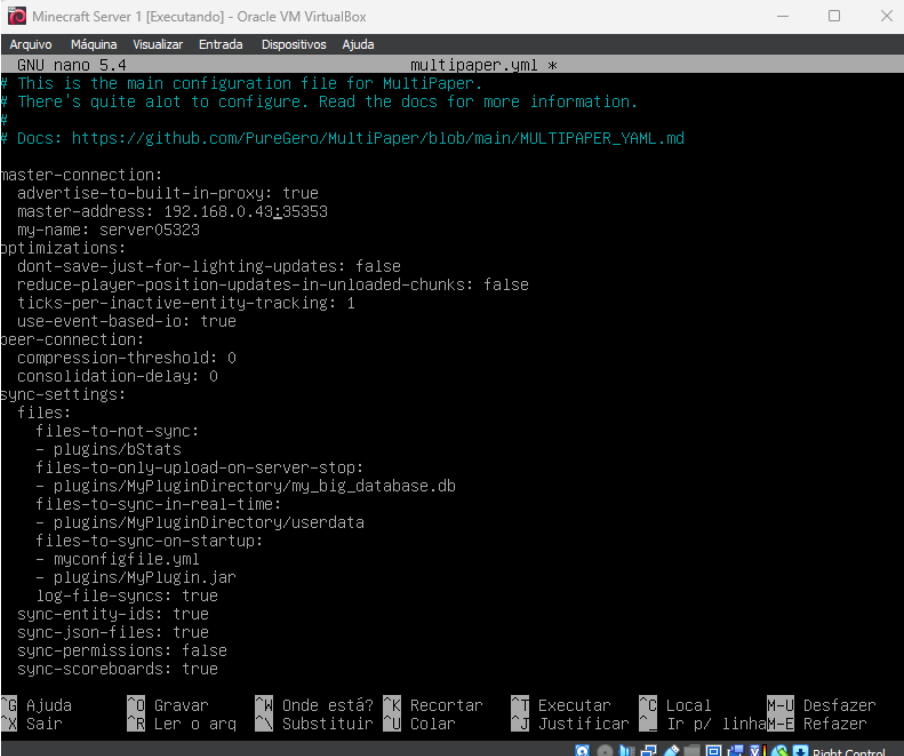 Minecraft Server 1 [Executando] - Oracle VM VirtualBox
Arquivo Máquina Visualizar Entrada Dispositivos Ajuda
GNU nano 5.4 multipaper.yml *
# This is the main configuration file for MultiPaper.
# There's quite alot to configure. Read the docs for more information.
#
# Docs: https://github.com/PureGero/MultiPaper/blob/main/MULTIPAPER_YAML.md
master-connection:
  advertise-to-built-in-proxy: true
  master-address: 192.168.0.43:35353
  my-name: server05323
optimizations:
  dont-save-just-for-lighting-updates: false
  reduce-player-position-updates-in-unloaded-chunks: false
  ticks-per-inactive-entity-tracking: 1
  use-event-based-io: true
peer-connection:
  compression-threshold: 0
  consolidation-delay: 0
sync-settings:
  files:
    files-to-not-sync:
    - plugins/bStats
    files-to-only-upload-on-server-stop:
    - plugins/MyPluginDirectory/my_big_database.db
    files-to-sync-in-real-time:
    - plugins/MyPluginDirectory/userdata
    files-to-sync-on-startup:
    - myconfigfile.yml
    - plugins/MyPlugin.jar
    log-file-syncs: true
  sync-entity-ids: true
  sync-json-files: true
  sync-permissions: false
  sync-scoreboards: true
^G Ajuda ^O Gravar ^W Onde está? ^K Recortar ^T Executar ^C Local M-U Desfazer
^X Sair ^R Ler o arq ^\ Substituir ^U Colar ^J Justificar ^_ Ir p/ linha M-E Refazer
Right Control